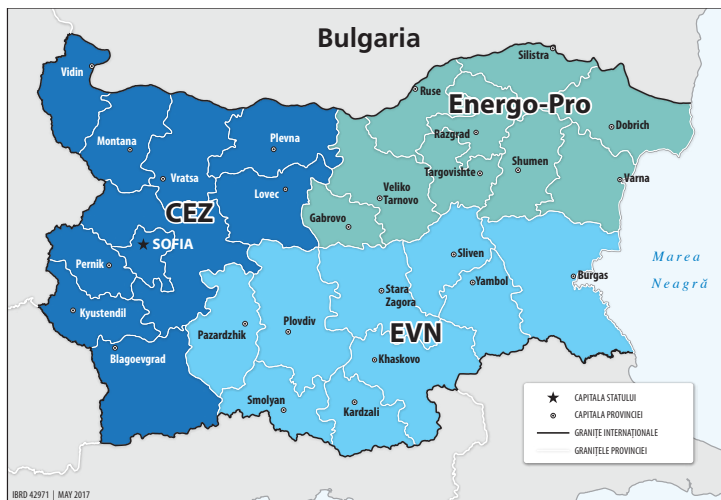 Bulgaria
Silistra
Vidin
Ruse
Energo-Pro
Dobrich
Plevna
Razgrad
Montana
Vratsa
Targovishte
Shumen
Varna
Lovec
Veliko
Tarnovo
CEZ
Gabrovo
SOFIA
Sliven
Marea
Neagră
Pernik
Yambol
Burgas
Stara
Zagora
Kyustendil
Pazardzhik
Plovdiv
EVN
Blagoevgrad
Khaskovo
Smolyan
Kardzali
CAPITALA STATULUI
CAPITALA PROVINCIEI
GRANIȚE INTERNAȚIONALE
GRANIȚELE PROVINCIEI
IBRD 42971 | MAY 2017